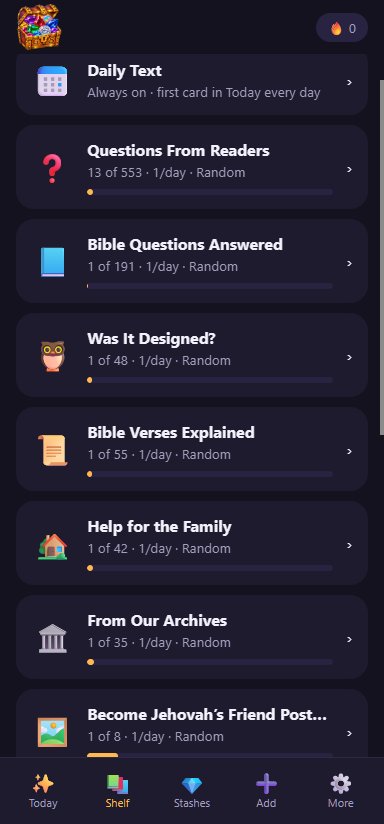 0
Daily Text
Always on · first card in Today every day
›
Questions From Readers
13 of 553 · 1/day · Random
›
Bible Questions Answered
1 of 191 · 1/day · Random
›
Was It Designed?
1 of 48 · 1/day · Random
›
Bible Verses Explained
1 of 55 · 1/day · Random
›
Help for the Family
1 of 42 · 1/day · Random
›
From Our Archives
1 of 35 · 1/day · Random
›
Become Jehovah’s Friend Post…
1 of 8 · 1/day · Random
›
Today Shelf Stashes Add More